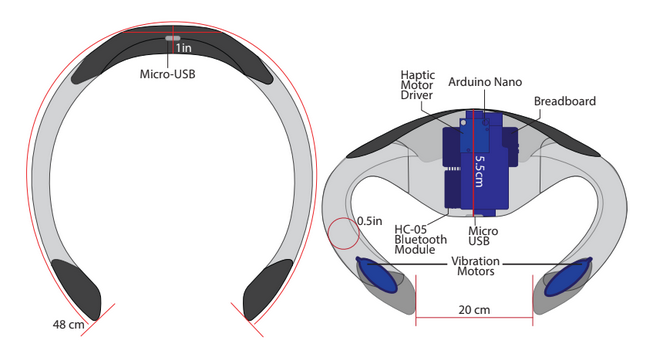 1in
Micro-USB
48 cm
Haptic
Motor
Driver
Arduino Nano
Breadboard
5.5cm
0.5in
HC-05
Bluetooth
Module
Micro
USB
Vibration
Motors
20 cm